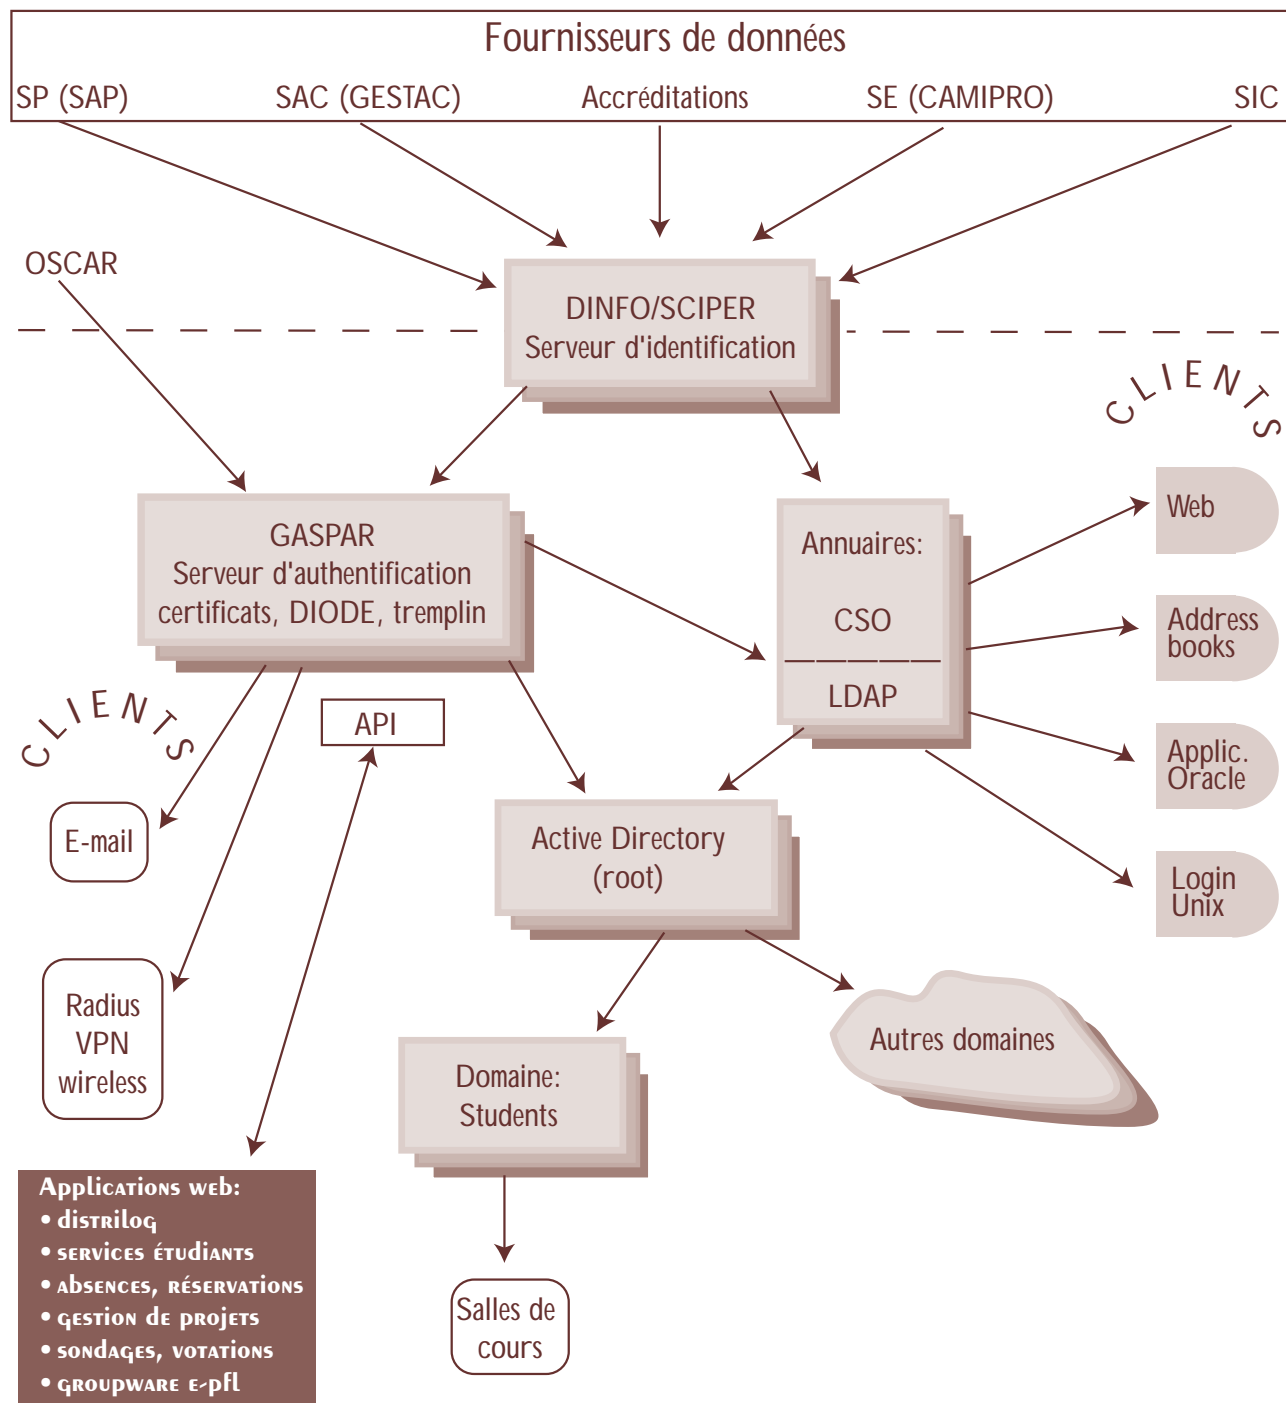 Fournisseurs de données
SP (SAP)
SAC (GESTAC)
Accréditations
SE (CAMIPRO)
SIC
OSCAR
DINFO/SCIPER
Serveur d'identification
CLIENTS
GASPAR
Serveur d'authentification
certificats, DIODE, tremplin
Annuaires:
CSO
LDAP
Web
Address
books
Applic.
Oracle
Login
Unix
CLIENTS
API
E-mail
Active Directory
(root)
Radius
VPN
wireless
Autres domaines
Domaine:
Students
Applications web:
• distrilog
• services étudiants
• absences, réservations
• gestion de projets
• sondages, votations
• groupware e-pfl
Salles de
cours